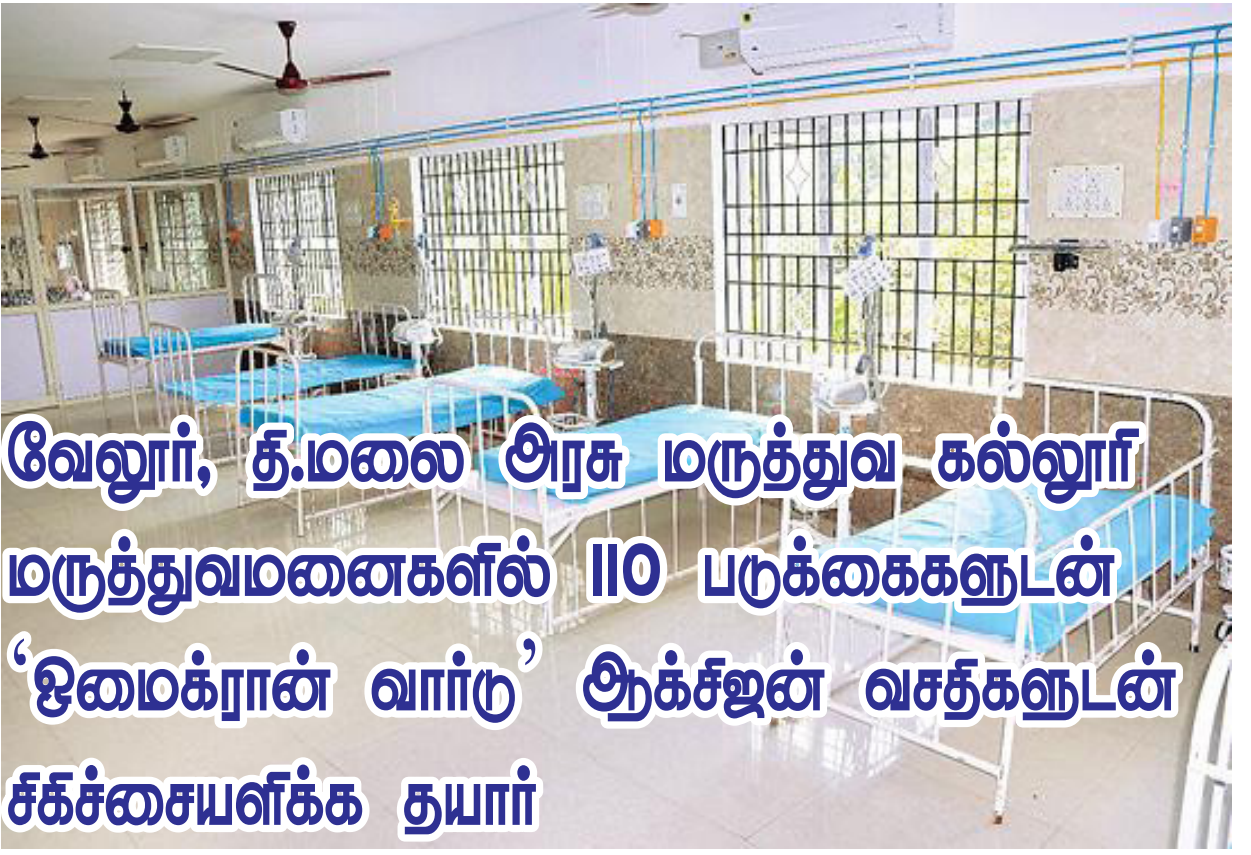 வேலூர், தி.மலை அரசு மருத்துவ கல்லூரி
மருத்துவமனைகளில் 110 படுக்கைகளுடன்
‘ஒமைக்ரான் வார்டு’ ஆக்சிஜன் வசதிகளுடன்
சிகிச்சையளிக்க தயார்